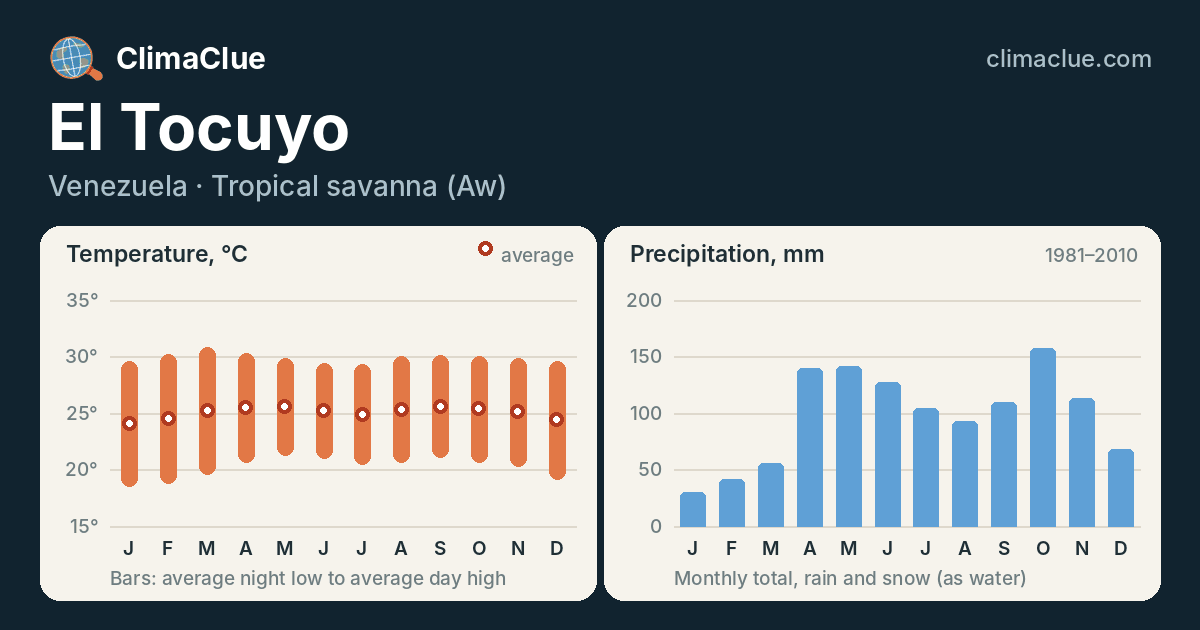 ClimaClue
climaclue.com
El Tocuyo
Venezuela · Tropical savanna (Aw)
Temperature, °C
average
35°
30°
25°
20°
15°
J F M A M J J A S O N D
Bars: average night low to average day high
Precipitation, mm
1981–2010
200
150
100
50
0
J F M A M J J A S O N D
Monthly total, rain and snow (as water)